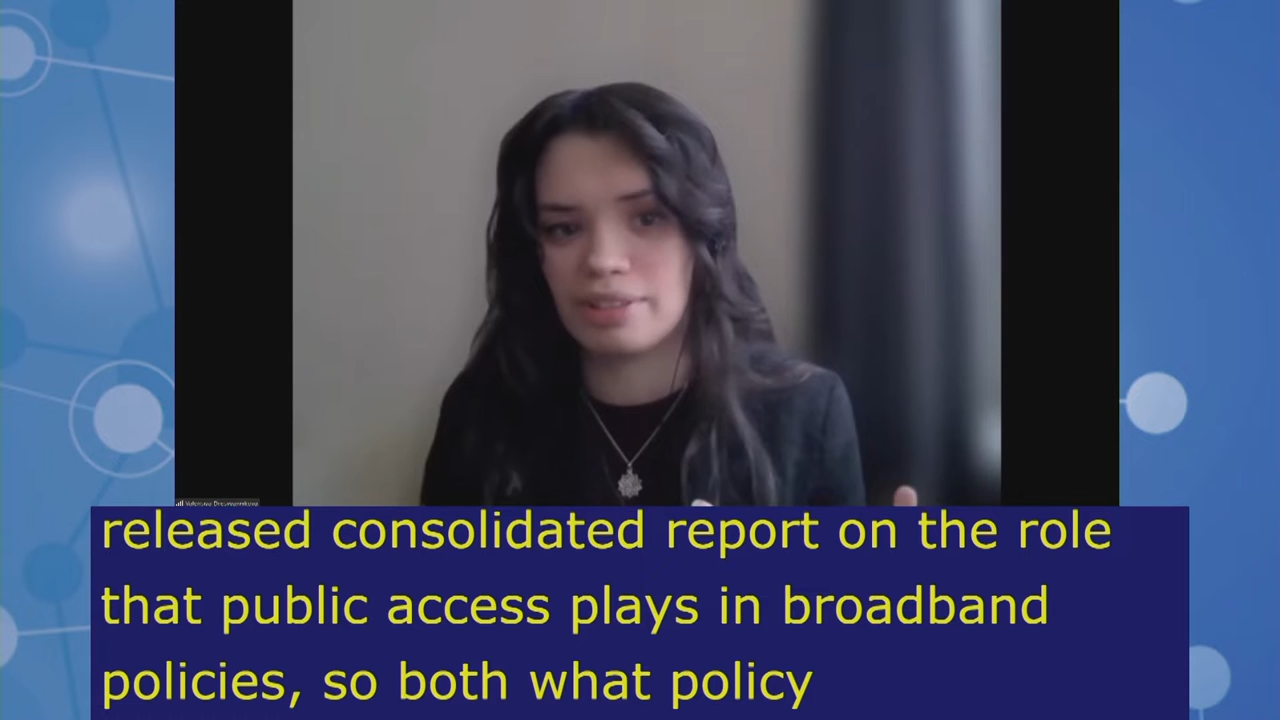 released consolidated report on the role
that public access plays in broadband
policies, so both what policy